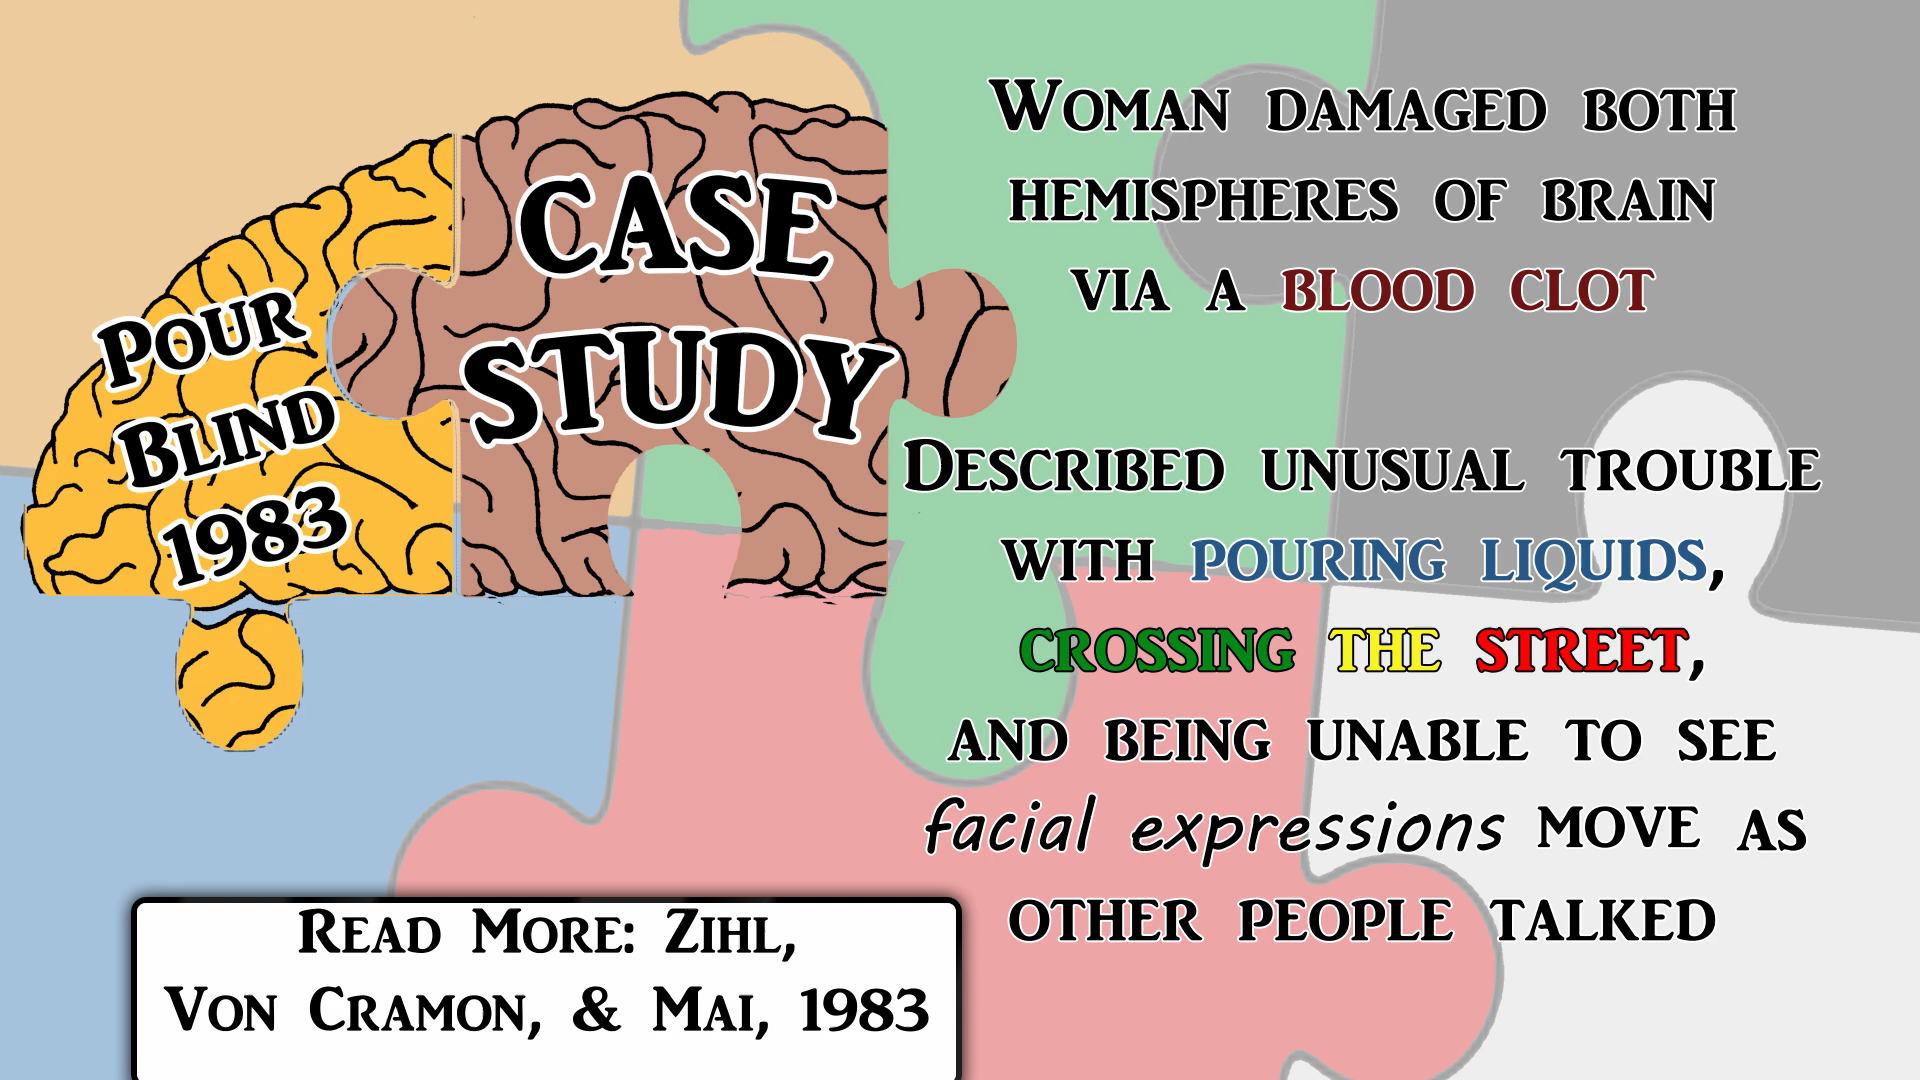 CASE
STUDY
POUR
BLIND
1983
WOMAN DAMAGED BOTH
HEMISPHERES OF BRAIN
VIA A BLOOD CLOT
DESCRIBED UNUSUAL TROUBLE
WITH POURING LIQUIDS,
CROSSING THE STREET,
AND BEING UNABLE TO SEE
facial expressions MOVE AS
OTHER PEOPLE TALKED
READ MORE: ZIHL,
VON CRAMON, & MAI, 1983